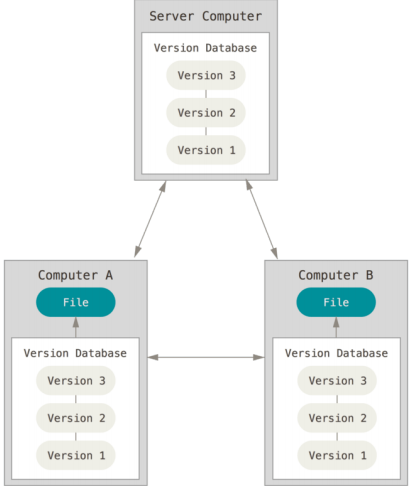 Server Computer
Version Database
Version 3
Version 2
Version 1
Computer A
File
Version Database
Version 3
Version 2
Version 1
Computer B
File
Version Database
Version 3
Version 2
Version 1